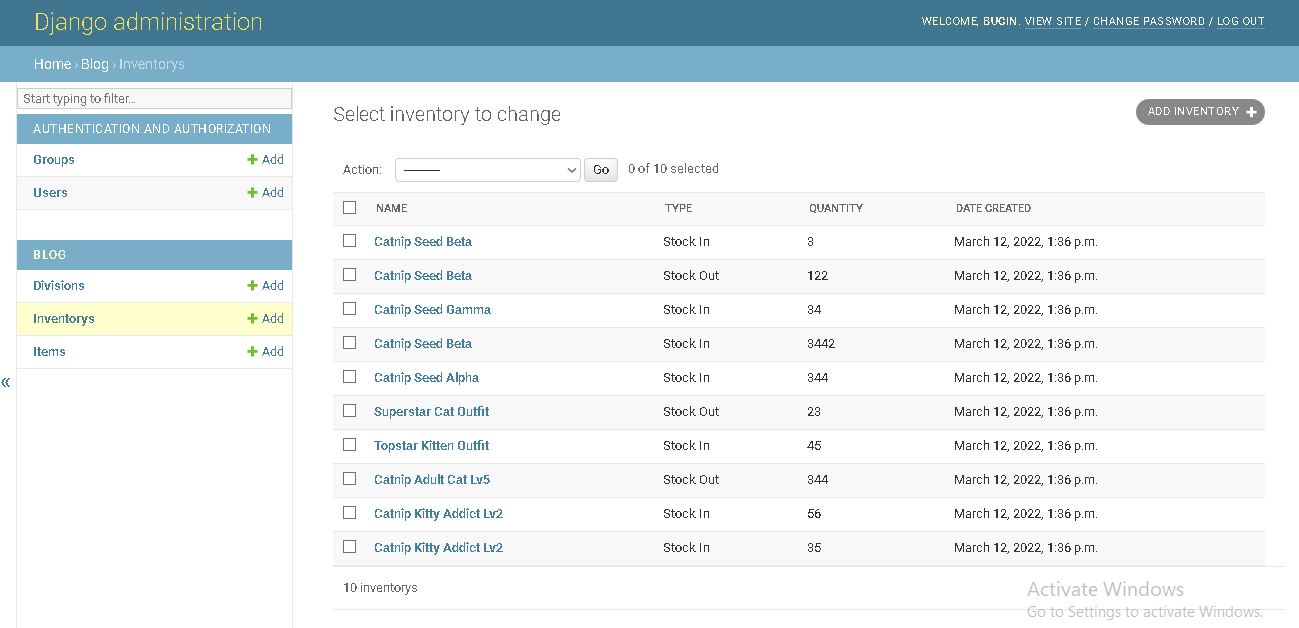 Django administration
WELCOME, BUCIN. VIEW SITE / CHANGE PASSWORD / LOG OUT
Home › Blog › Inventorys
Start typing to filter...
AUTHENTICATION AND AUTHORIZATION
Groups + Add
Users + Add
BLOG
Divisions + Add
Inventorys + Add
Items + Add
«
Select inventory to change
ADD INVENTORY +
Action: --------- Go 0 of 10 selected
NAME TYPE QUANTITY DATE CREATED
Catnip Seed Beta Stock In 3 March 12, 2022, 1:36 p.m.
Catnip Seed Beta Stock Out 122 March 12, 2022, 1:36 p.m.
Catnip Seed Gamma Stock In 34 March 12, 2022, 1:36 p.m.
Catnip Seed Beta Stock In 3442 March 12, 2022, 1:36 p.m.
Catnip Seed Alpha Stock In 344 March 12, 2022, 1:36 p.m.
Superstar Cat Outfit Stock Out 23 March 12, 2022, 1:36 p.m.
Topstar Kitten Outfit Stock In 45 March 12, 2022, 1:36 p.m.
Catnip Adult Cat Lv5 Stock Out 344 March 12, 2022, 1:36 p.m.
Catnip Kitty Addict Lv2 Stock In 56 March 12, 2022, 1:36 p.m.
Catnip Kitty Addict Lv2 Stock In 35 March 12, 2022, 1:36 p.m.
10 inventorys
Activate Windows
Go to Settings to activate Windows.